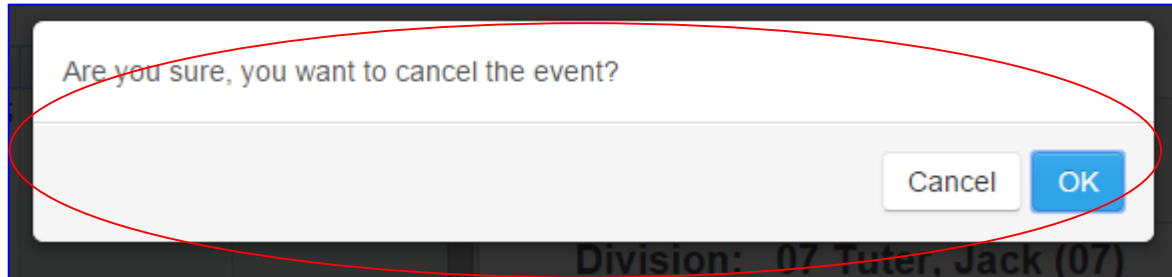 Are you sure, you want to cancel the event?
Cancel OK
Division: 07 Tuter, Jack (07)